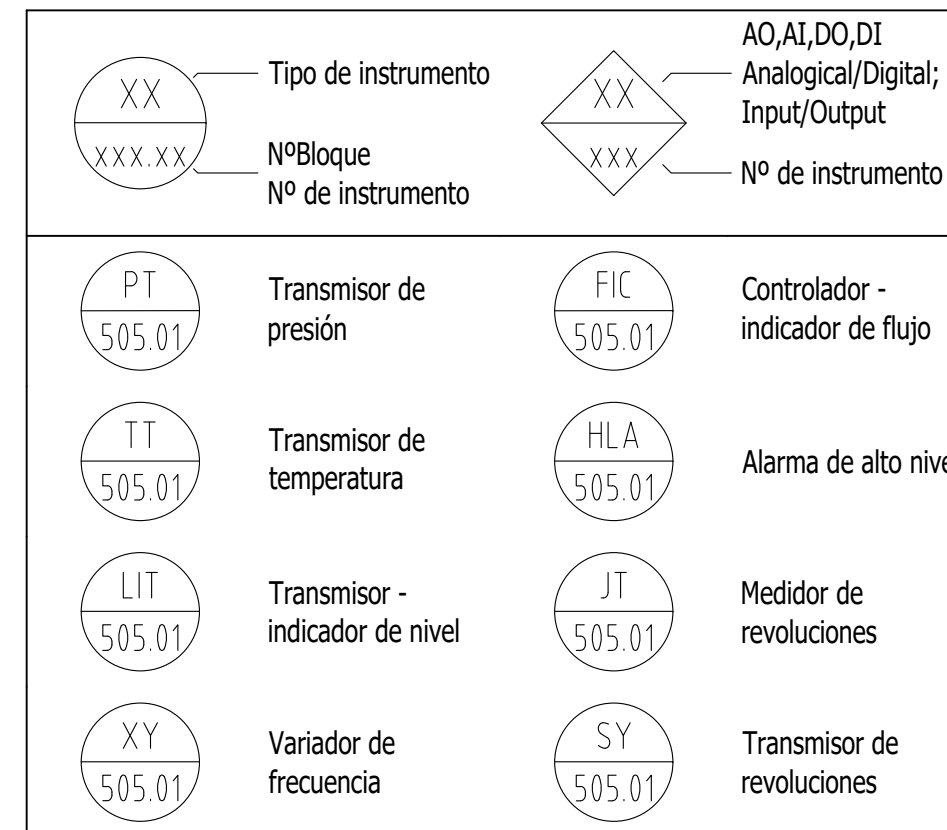 XX
XXX.XX
Tipo de instrumento
NºBloque
Nº de instrumento
XX
XXX
AO,AI,DO,DI
Analogical/Digital;
Input/Output
Nº de instrumento
PT
505.01
Transmisor de
presión
FIC
505.01
Controlador -
indicador de flujo
TT
505.01
Transmisor de
temperatura
HLA
505.01
Alarma de alto nive
LIT
505.01
Transmisor -
indicador de nivel
JT
505.01
Medidor de
revoluciones
XY
505.01
Variador de
frecuencia
SY
505.01
Transmisor de
revoluciones